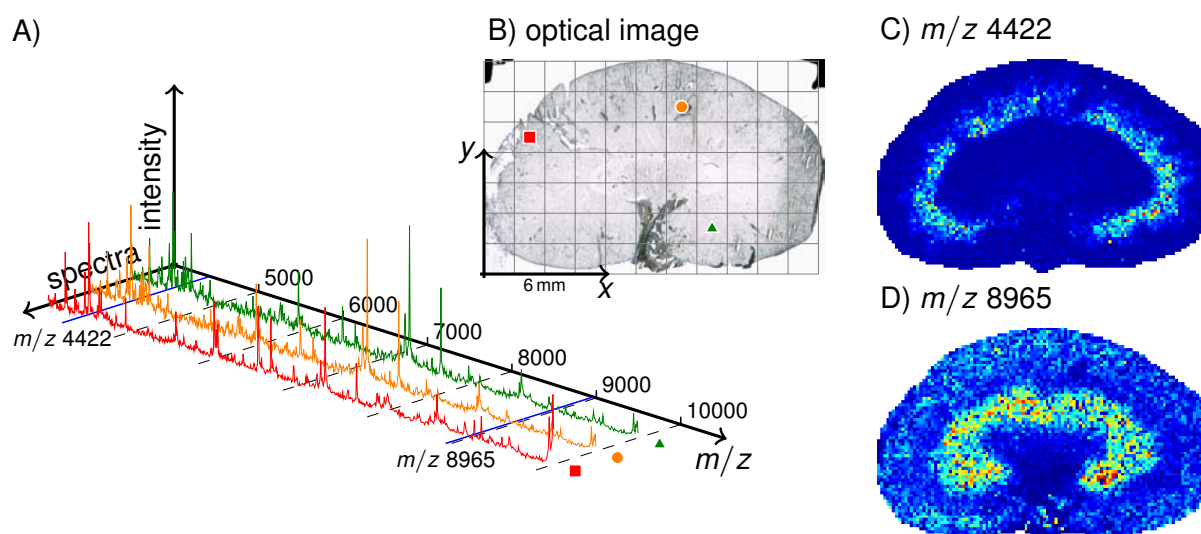 A)
intensity
spectra
m/z 4422
5000
6000
7000
8000
9000
10000
m/z
m/z 8965
B) optical image
y
6 mm
x
C) m/z 4422
D) m/z 8965